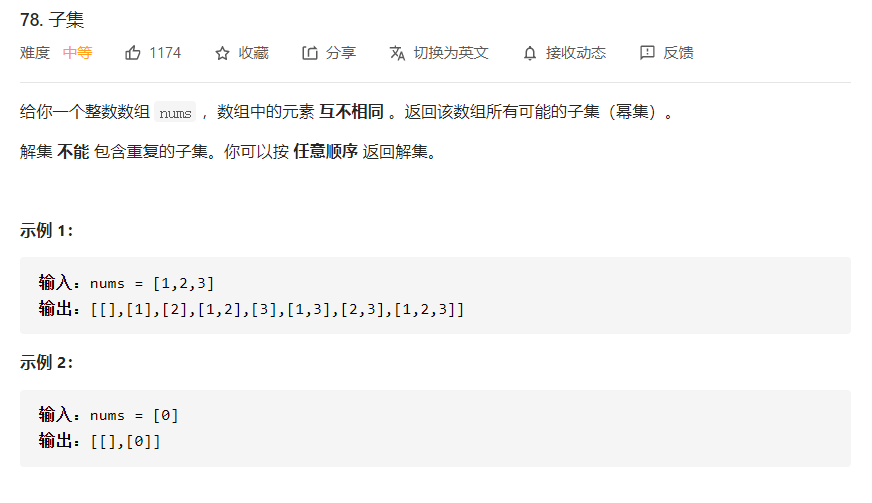 78. 子集
难度 中等 1174 收藏 分享 切换为英文 接收动态 反馈
给你一个整数数组 nums ，数组中的元素 互不相同 。返回该数组所有可能的子集（幂集）。
解集 不能 包含重复的子集。你可以按 任意顺序 返回解集。
示例 1：
输入：nums = [1,2,3]
输出：[[],[1],[2],[1,2],[3],[1,3],[2,3],[1,2,3]]
示例 2：
输入：nums = [0]
输出：[[],[0]]